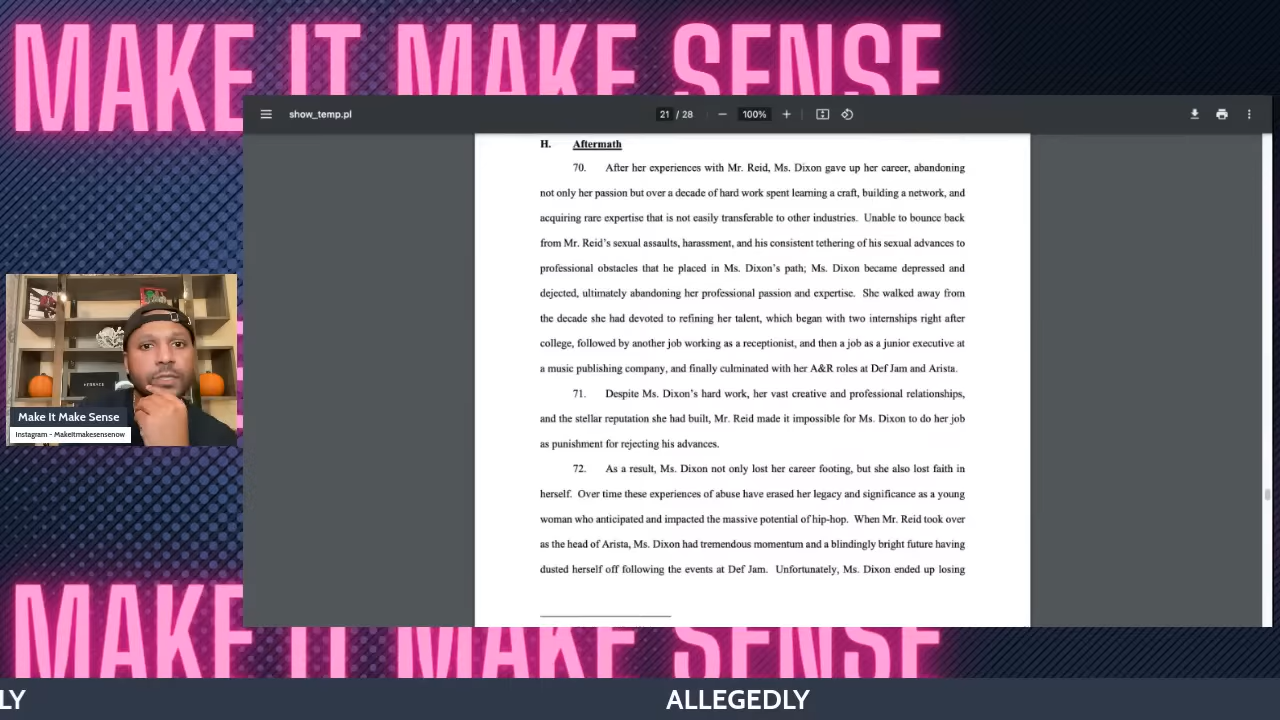 MAKE IT MAKE SENSE
show_temp.pl
21 / 28
100%
H. Aftermath
70. After her experiences with Mr. Reid, Ms. Dixon gave up her career, abandoning
not only her passion but over a decade of hard work spent learning a craft, building a network, and
acquiring rare expertise that is not easily transferable to other industries. Unable to bounce back
from Mr. Reid's sexual assaults, harassment, and his consistent tethering of his sexual advances to
professional obstacles that he placed in Ms. Dixon's path; Ms. Dixon became depressed and
dejected, ultimately abandoning her professional passion and expertise. She walked away from
the decade she had devoted to refining her talent, which began with two internships right after
college, followed by another job working as a receptionist, and then a job as a junior executive at
a music publishing company, and finally culminated with her A&R roles at Def Jam and Arista.
71. Despite Ms. Dixon's hard work, her vast creative and professional relationships,
and the stellar reputation she had built, Mr. Reid made it impossible for Ms. Dixon to do her job
as punishment for rejecting his advances.
72. As a result, Ms. Dixon not only lost her career footing, but she also lost faith in
herself. Over time these experiences of abuse have erased her legacy and significance as a young
woman who anticipated and impacted the massive potential of hip-hop. When Mr. Reid took over
as the head of Arista, Ms. Dixon had tremendous momentum and a blindingly bright future having
dusted herself off following the events at Def Jam. Unfortunately, Ms. Dixon ended up losing
Make It Make Sense
Instagram - Makeitmakesensenow
MAKE IT MAKE SENSE
LY
ALLEGEDLY